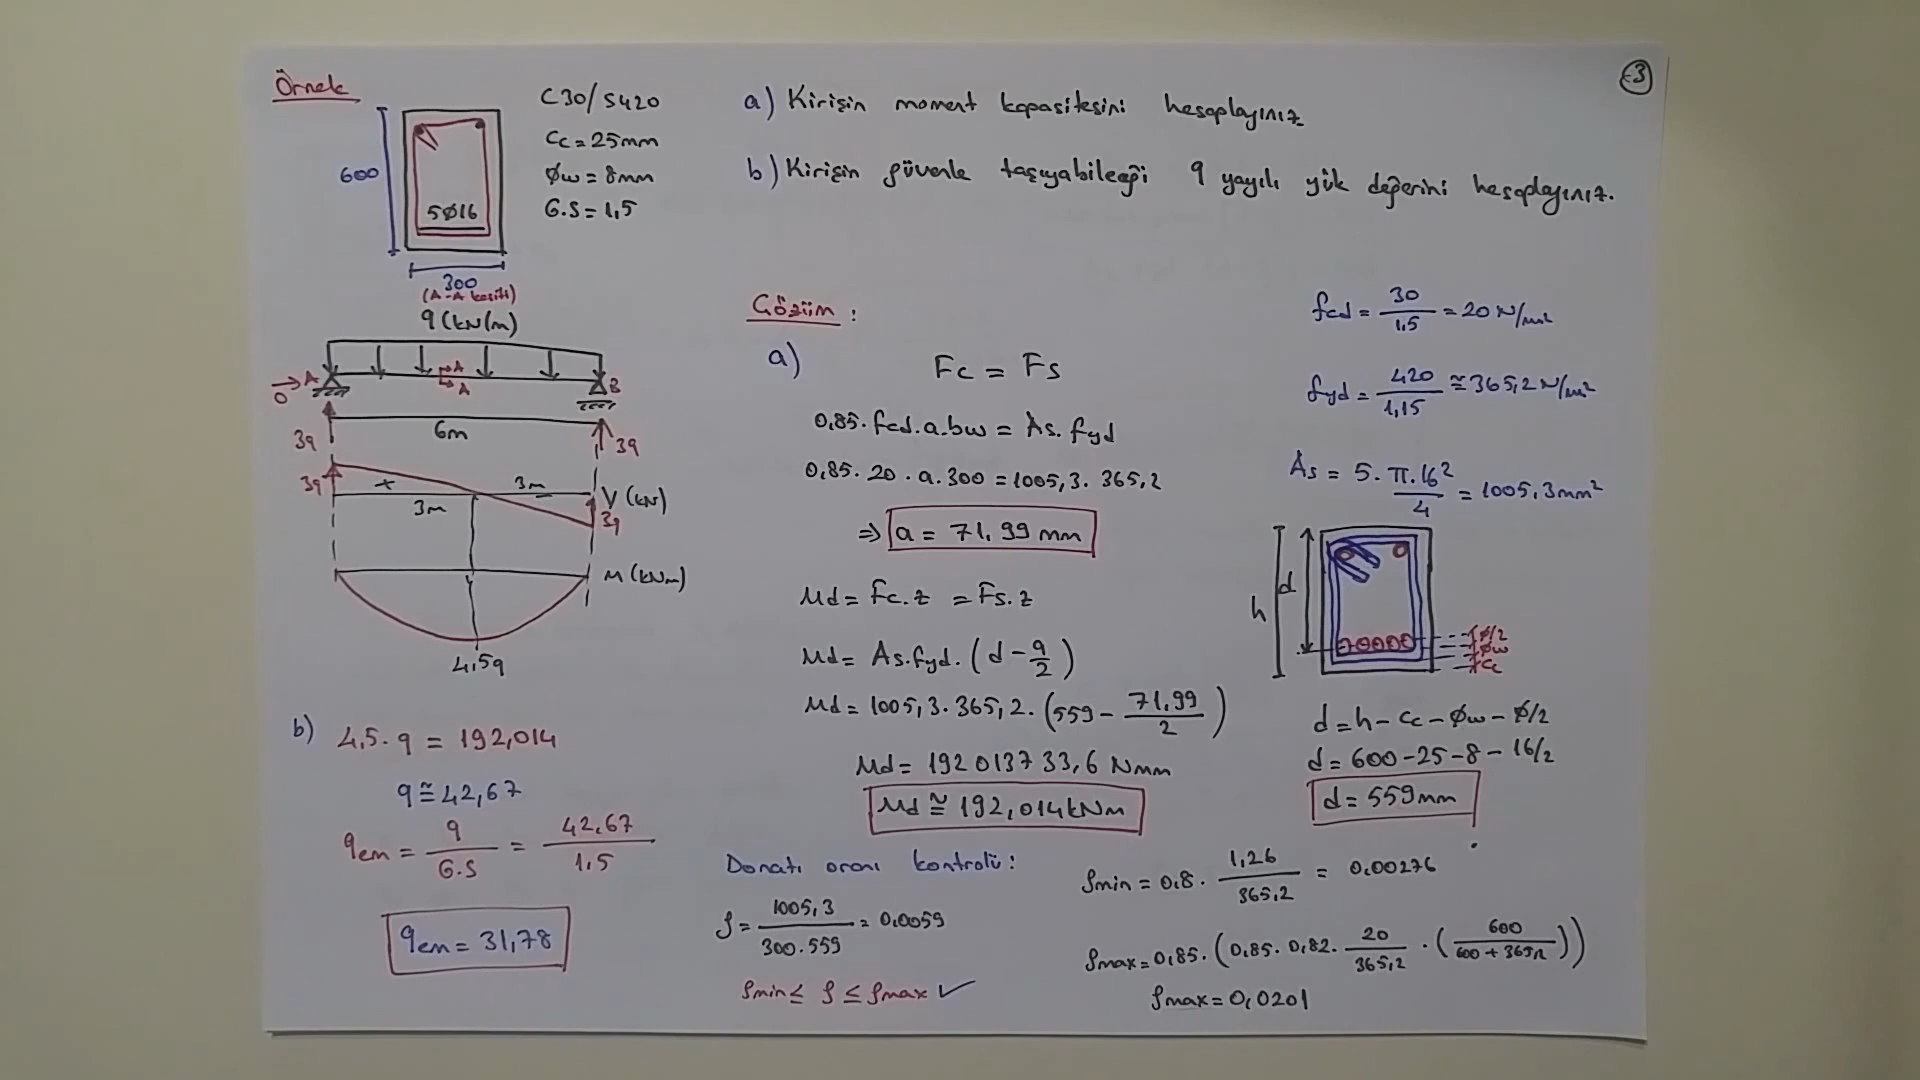 Örnek
3
C30/S420
Cc = 25mm
Øw = 8mm
G.S = 1,5
600
5Ø16
300
(A-A kesiti)
a) Kirişin moment kapasitesini hesaplayınız
b) Kirişin güvenle taşıyabileceği q yayılı yük değerini hesaplayınız.
q (kN/m)
A
A
0
A
B
6m
3q
3q
3q
+
3m
3m
–
V (kN)
3q
M (kNm)
4,5q
b) 4,5.q = 192,014
q ≅ 42,67
qem = q/G.S = 42,67/1,5
qem = 31,78
Çözüm :
a) Fc = Fs
0,85.fcd.a.bw = As.fyd
0,85.20.a.300 = 1005,3.365,2
⇒ a = 71,99 mm
Md = Fc.z = Fs.z
Md = As.fyd.(d - a/2)
Md = 1005,3.365,2.(559 - 71,99/2)
Md = 192013733,6 Nmm
Md ≅ 192,014kNm
Donatı oranı kontrolü:
ρ = 1005,3/300.559 = 0,0059
ρmin ≤ ρ ≤ ρmax ✓
fcd = 30/1,5 = 20 N/mm²
fyd = 420/1,15 ≅ 365,2 N/m²
As = 5.π.16²/4 = 1005,3mm²
h
d
Ø/2
Øw
Cc
d = h - Cc - Øw - Ø/2
d = 600-25-8-16/2
d = 559mm
ρmin = 0,8.1,26/365,2 = 0,00276
ρmax = 0,85.(0,85.0,82.20/365,2.(600/600+365,2))
ρmax = 0,0201